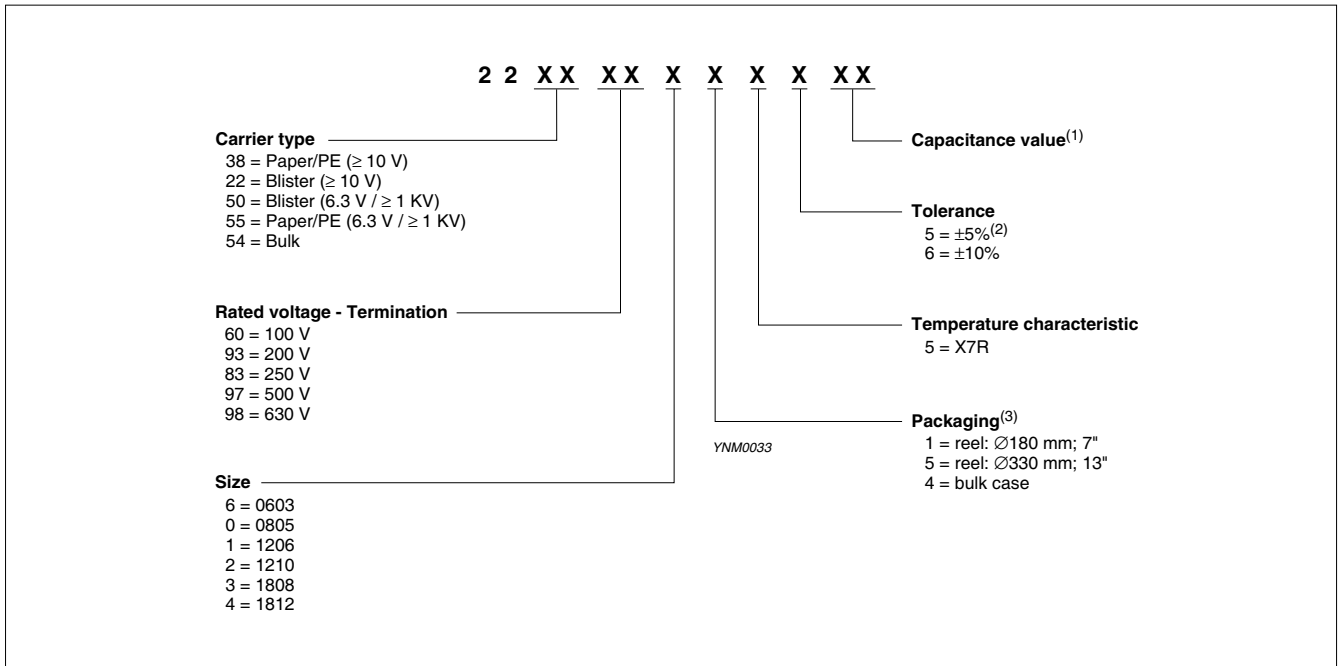 2 2 X X X X X X X X X X
Carrier type
38 = Paper/PE (≥ 10 V)
22 = Blister (≥ 10 V)
50 = Blister (6.3 V / ≥ 1 KV)
55 = Paper/PE (6.3 V / ≥ 1 KV)
54 = Bulk
Rated voltage - Termination
60 = 100 V
93 = 200 V
83 = 250 V
97 = 500 V
98 = 630 V
Size
6 = 0603
0 = 0805
1 = 1206
2 = 1210
3 = 1808
4 = 1812
Capacitance value(1)
Tolerance
5 = ±5%(2)
6 = ±10%
Temperature characteristic
5 = X7R
Packaging(3)
1 = reel: ∅180 mm; 7"
5 = reel: ∅330 mm; 13"
4 = bulk case
YNM0033